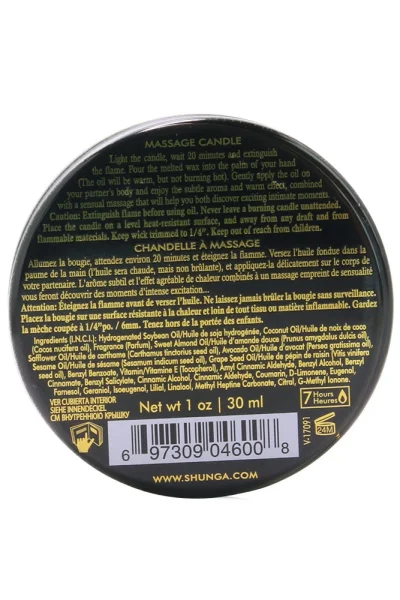 MASSAGE CANDLE
Light the candle, wait 20 minutes and extinguish
the flame. Pour the melted wax into the palm of your hand
(The oil will be warm, but not burning hot). Gently apply the oil on
your partner's body and enjoy the subtle aroma and warm effect, combined
with a sensual massage that will help you both discover exciting intimate moments.
Caution: Extinguish flame before using oil. Never leave a burning candle unattended.
Place the candle on a level heat-resistant surface, and away from any draft and from
flammable materials. Keep wick trimmed to 1/4". Keep out of reach from children.
CHANDELLE À MASSAGE
Allumez la bougie, attendez environ 20 minutes et éteignez la flamme. Versez l'huile fondue dans la
paume de la main (l'huile sera chaude, mais non brûlante), et appliquez-la délicatement sur le corps de
votre partenaire. L'arôme subtil et l'effet agréable de chaleur combinés à un massage empreint de sensualité
vous feront découvrir des moments d'intense excitation.
Attention: Éteignez la flamme avant de verser l'huile. Ne laissez jamais brûler la bougie sans surveillance.
Placez la bougie sur une surface résistante à la chaleur et loin de tout tissu ou matière inflammable. Gardez
la mèche coupée à 1/4"po. / 6mm. Tenez hors de la portée des enfants.
Ingredients (I.N.C.I.): Hydrogenated Soybean Oil/Huile de soja hydrogénée, Coconut Oil/Huile de noix de coco
(Cocos nucifera oil), Fragrance (Parfum), Sweet Almond Oil/Huile d'amande douce (Prunus amygdalus dulcis oil),
Safflower Oil/Huile de carthame (Carthamus tinctorius seed oil), Avocado Oil/Huile d'avocat (Persea gratissima oil),
Sesame Oil/Huile de sésame (Sesamum indicum seed oil), Grape Seed Oil/Huile de pépin de raisin (Vitis vinifera
seed oil), Benzyl Benzoate, Vitamin/Vitamine E (Tocopherol), Amyl Cinnamic Aldehyde, Benzyl Alcohol, Benzyl
Cinnamate, Benzyl Salicylate, Cinnamic Alcohol, Cinnamic Aldehyde, Coumarin, D-Limonene, Eugenol,
Farnesol, Geraniol, Isoeugenol, Lilial, Linalool, Methyl Heptine Carbonate, Citral, G-Methyl Ionone.
VER CUBIERTA INTERIOR
SIEHE INNENDECKEL
СМ ВНУТРЕННЮЮ КРЫШКУ
Net wt 1 oz | 30 ml
7 Hours
Heures
24M
V-17091
6 97309 04600 8
WWW.SHUNGA.COM